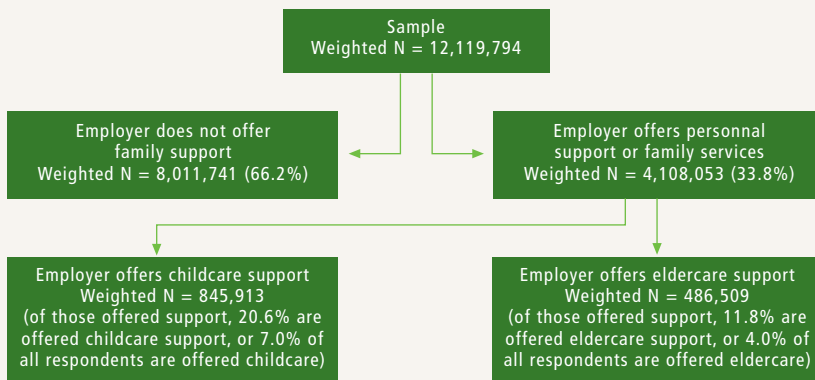 Sample
Weighted N = 12,119,794
Employer does not offer
family support
Weighted N = 8,011,741 (66.2%)
Employer offers personnal
support or family services
Weighted N = 4,108,053 (33.8%)
Employer offers childcare support
Weighted N = 845,913
(of those offered support, 20.6% are
offered childcare support, or 7.0% of
all respondents are offered childcare)
Employer offers eldercare support
Weighted N = 486,509
(of those offered support, 11.8% are
offered eldercare support, or 4.0% of
all respondents are offered eldercare)